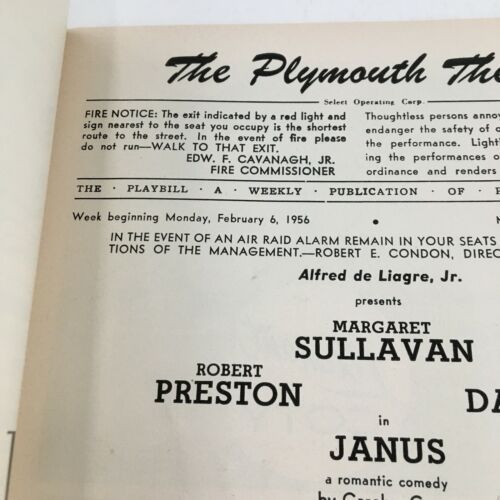 The Plymouth The
Select Operating Corp.
FIRE NOTICE: The exit indicated by a red light and
sign nearest to the seat you occupy is the shortest
route to the street. In the event of fire please
do not run—WALK TO THAT EXIT.
EDW. F. CAVANAGH, JR.
FIRE COMMISSIONER
Thoughtless persons annoy
endanger the safety of o
the performance. Light
ing the performances o
ordinance and renders
THE · PLAYBILL · A · WEEKLY · PUBLICATION · OF ·
Week beginning Monday, February 6, 1956
IN THE EVENT OF AN AIR RAID ALARM REMAIN IN YOUR SEATS
TIONS OF THE MANAGEMENT.—ROBERT E. CONDON, DIREC
Alfred de Liagre, Jr.
presents
MARGARET
SULLAVAN
ROBERT
PRESTON
DA
in
JANUS
a romantic comedy